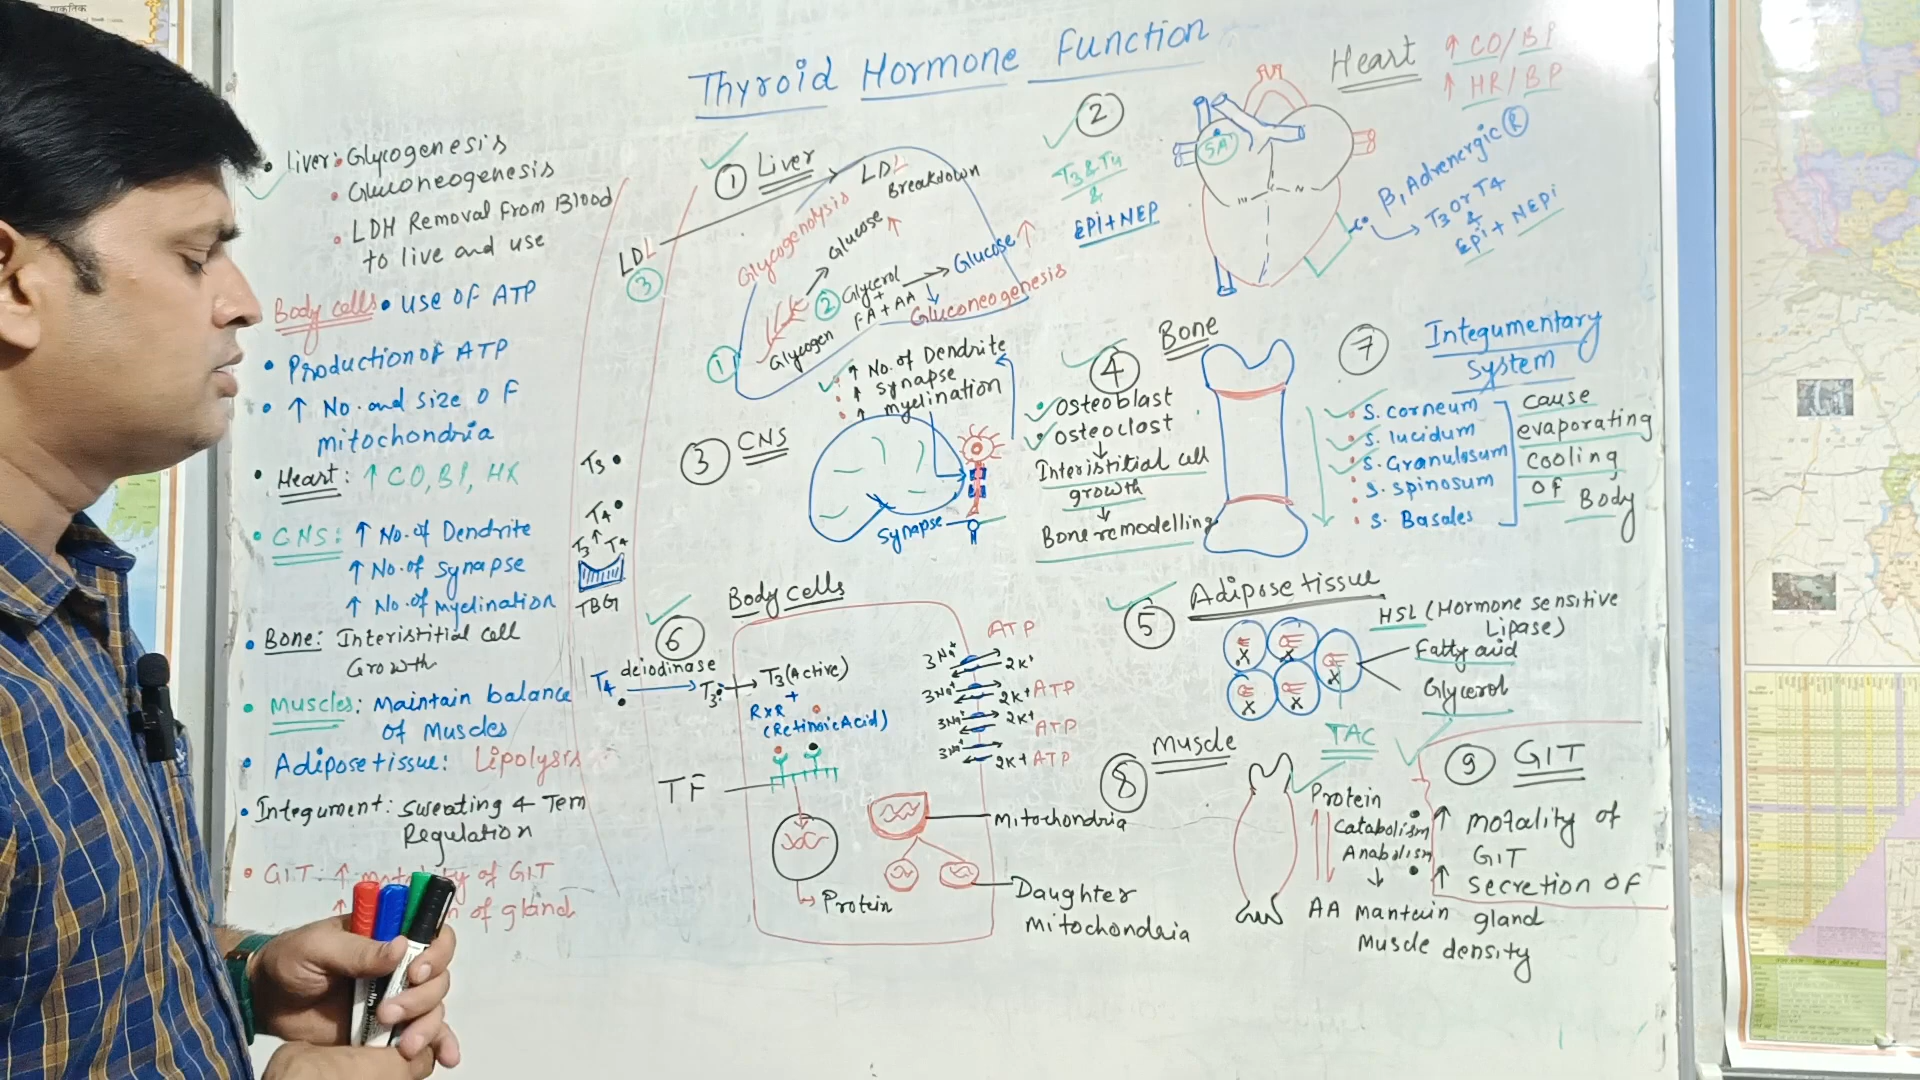 प्राकृतिक
Thyroid Hormone Function
• Liver: • Glycogenesis
• Gluconeogenesis
• LDH Removal From Blood
to live and use
Body cells • use of ATP
• Production of ATP
• ↑ No. and size of
mitochondria
• Heart: ↑ CO, BP, HR
• CNS: ↑ No. of Dendrite
↑ No. of Synapse
↑ No. of Myelination
• Bone: Interistitial cell
Growth
• Muscles: Maintain balance
of Muscles
• Adipose tissue: Lipolysis
• Integument: Sweating & Tem
Regulation
• GIT: ↑ of GIT
↑ of gland
① Liver
LDL
Breakdown
LDL
③
Glycogenolysis
Glucose ↑
② Glycerol → Glucose ↑
+
FA + AA
Gluconeogenesis
① Glycogen
②
T3 & T4
&
EPi + NEP
Heart
↑ CO/BP
↑ HR/BP
SA
β1 Adrenergic Ⓡ
T3 or T4
&
Epi + NEpi
③ CNS
↑ No. of Dendrite
↑ Synapse
↑ myelination
Synapse
T3 •
T4 •
T3 ↑ T4
TBG
④ Bone
• Osteoblast
• Osteoclast
↓
Interistitial cell
growth
↓
Bone remodelling
⑦ Integumentary
System
• S. corneum
• S. lucidum
• S. Granulosum
• S. spinosum
• S. Basales
cause
evaporating
cooling
of Body
⑥ Body cells
T4 deiodinase → T3 → T3 (Active)
+
RXR
(Retinoic Acid)
TF
Protein
ATP
3Na+ 2K+
3Na+ 2K+ ATP
3Na+ 2K+ ATP
3Na+ 2K+ ATP
Mitochondria
Daughter
mitochondria
⑤ Adipose tissue
HSL (Hormone sensitive
Lipase)
Fatty acid
Glycerol
TAC
⑧ Muscle
Protein
Catabolism
Anabolism
↓
AA mantein
Muscle density
⑨ GIT
↑ motality of
GIT
↑ secretion of
gland